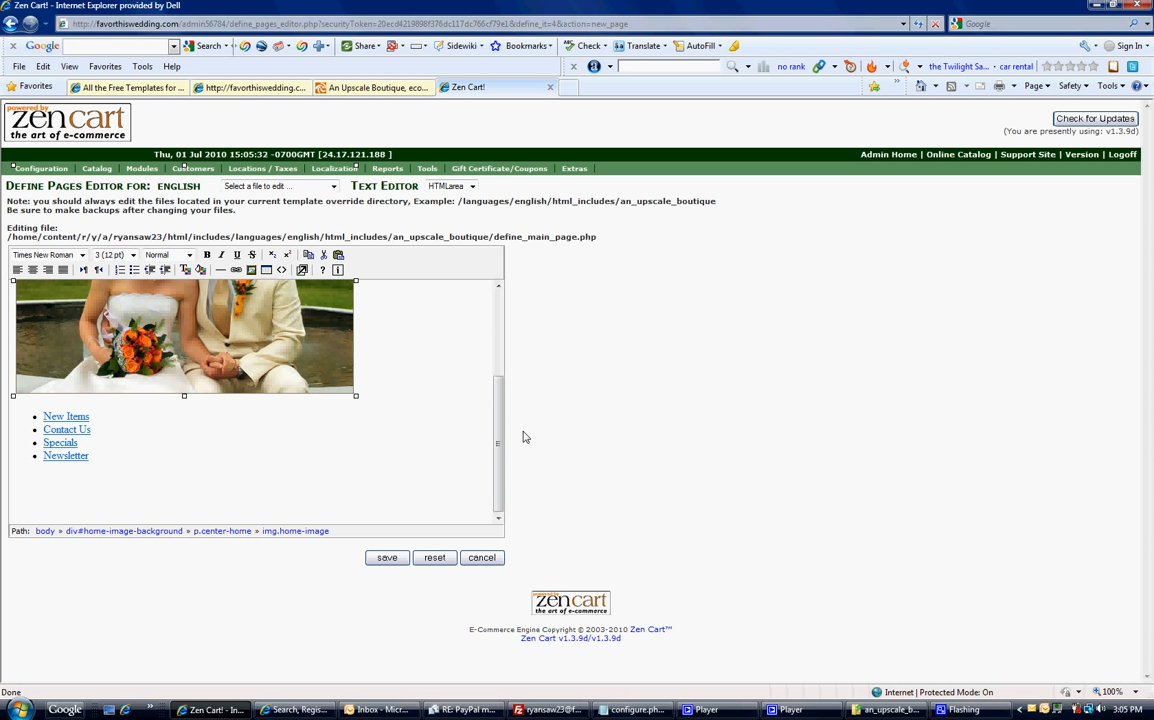 Zen Cart! - Internet Explorer provided by Dell
http://favorthiswedding.com/admin56784/define_pages_editor.php?securityToken=20ecd4219898f376dc117dc766cf79e1&define_it=4&action=new_page
Google
Google Search Share Sidewiki Bookmarks Check Translate AutoFill Sign In
File Edit View Favorites Tools Help
no rank the Twilight Sa... car rental
Favorites All the Free Templates for ... http://favorthiswedding.c... An Upscale Boutique, eco... Zen Cart!
Page Safety Tools
powered by
zen cart
the art of e-commerce
Check for Updates
(You are presently using: v1.3.9d)
Thu, 01 Jul 2010 15:05:32 -0700GMT [24.17.121.188 ]
Admin Home | Online Catalog | Support Site | Version | Logoff
Configuration Catalog Modules Customers Locations / Taxes Localization Reports Tools Gift Certificate/Coupons Extras
DEFINE PAGES EDITOR FOR: ENGLISH Select a file to edit ... TEXT EDITOR HTMLarea
Note: you should always edit the files located in your current template override directory, Example: /languages/english/html_includes/an_upscale_boutique
Be sure to make backups after changing your files.
Editing file:
/home/content/r/y/a/ryansaw23/html/includes/languages/english/html_includes/an_upscale_boutique/define_main_page.php
Times New Roman 3 (12 pt) Normal B I U S
New Items
Contact Us
Specials
Newsletter
Path: body » div#home-image-background » p.center-home » img.home-image
save reset cancel
powered by
zen cart
the art of e-commerce
E-Commerce Engine Copyright © 2003-2010 Zen Cart™
Zen Cart v1.3.9d/v1.3.9d
Done
Internet | Protected Mode: On
100%
Google Zen Cart! - In... Search, Regis... Inbox - Micr... RE: PayPal m... ryansaw23@f... configure.ph... Player Player an_upscale_b... Flashing 3:05 PM